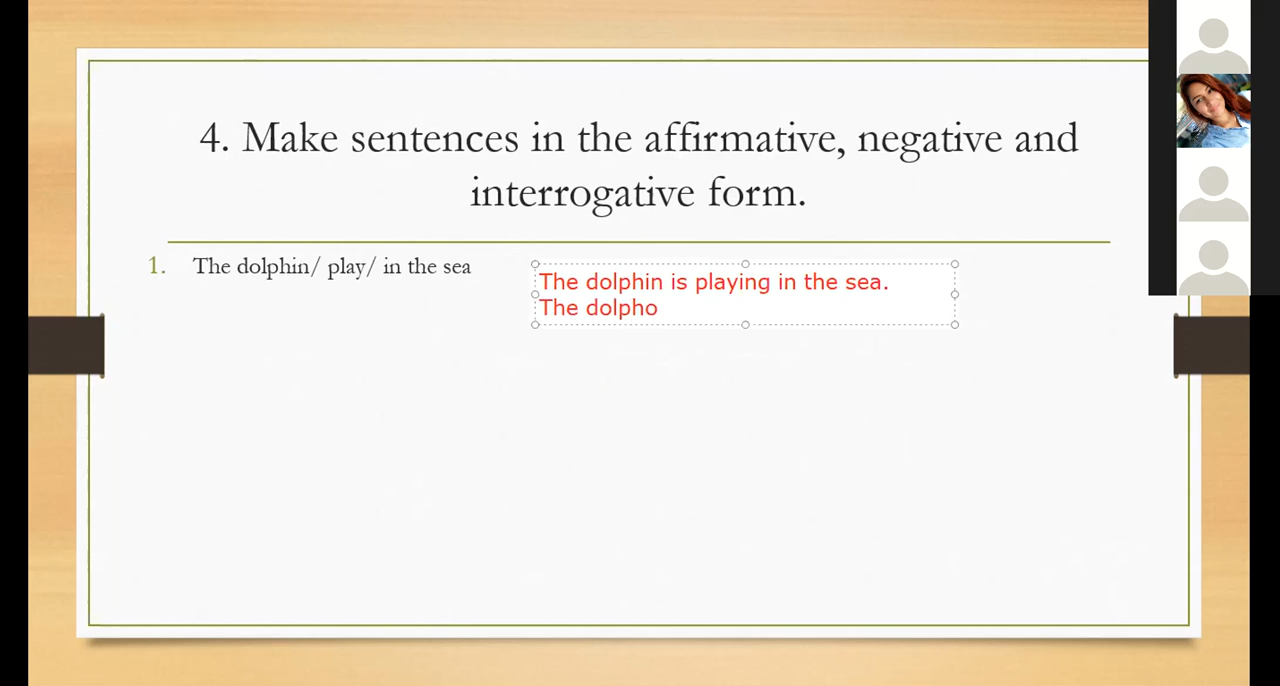 4. Make sentences in the affirmative, negative and
interrogative form.
1. The dolphin/ play/ in the sea
The dolphin is playing in the sea.
The dolpho